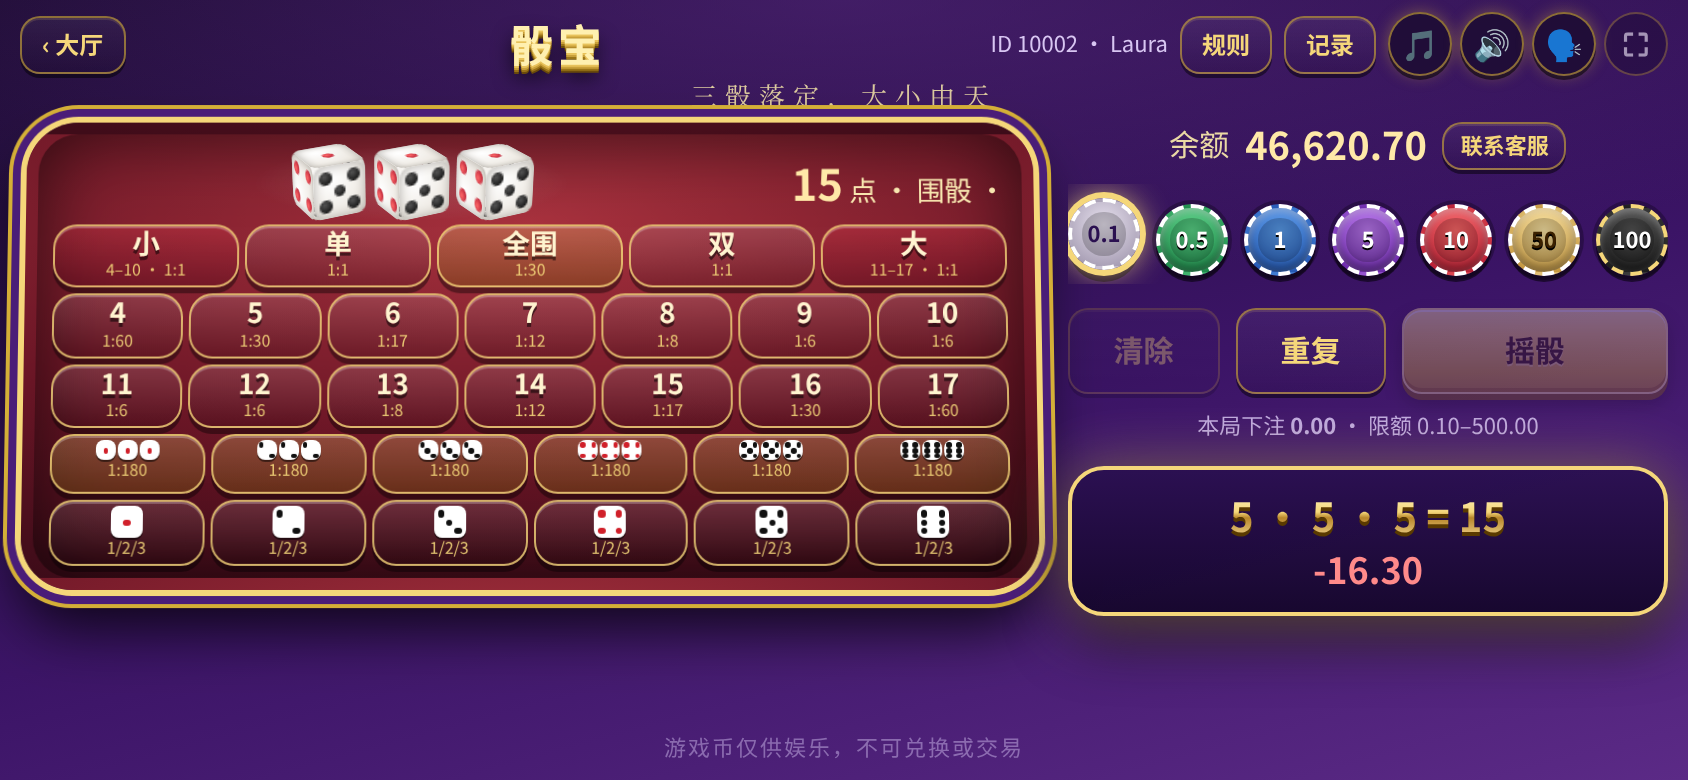 ‹ 大厅
骰宝
ID 10002 · Laura
规则
记录
三骰落定，大小由天
15 点 · 围骰 ·
小
4–10 · 1:1
单
1:1
全围
1:30
双
1:1
大
11–17 · 1:1
4
1:60
5
1:30
6
1:17
7
1:12
8
1:8
9
1:6
10
1:6
11
1:6
12
1:6
13
1:8
14
1:12
15
1:17
16
1:30
17
1:60
1:180
1:180
1:180
1:180
1:180
1:180
1/2/3
1/2/3
1/2/3
1/2/3
1/2/3
1/2/3
余额 46,620.70
联系客服
0.1
0.5
1
5
10
50
100
清除
重复
摇骰
本局下注 0.00 · 限额 0.10–500.00
5 · 5 · 5 = 15
-16.30
游戏币仅供娱乐，不可兑换或交易